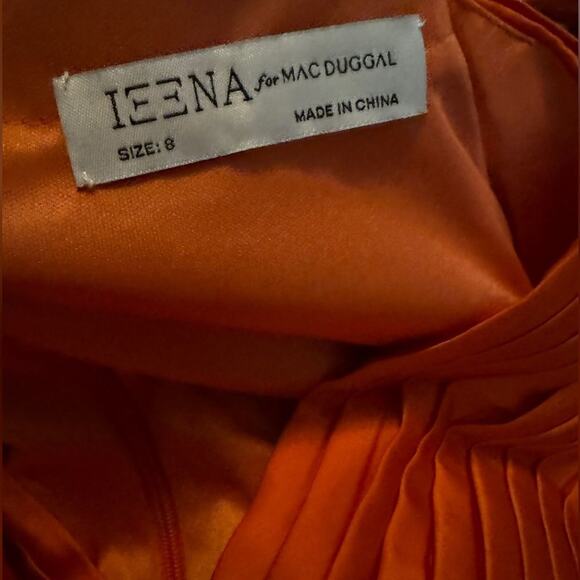 IEENA for MAC DUGGAL
SIZE: 8
MADE IN CHINA